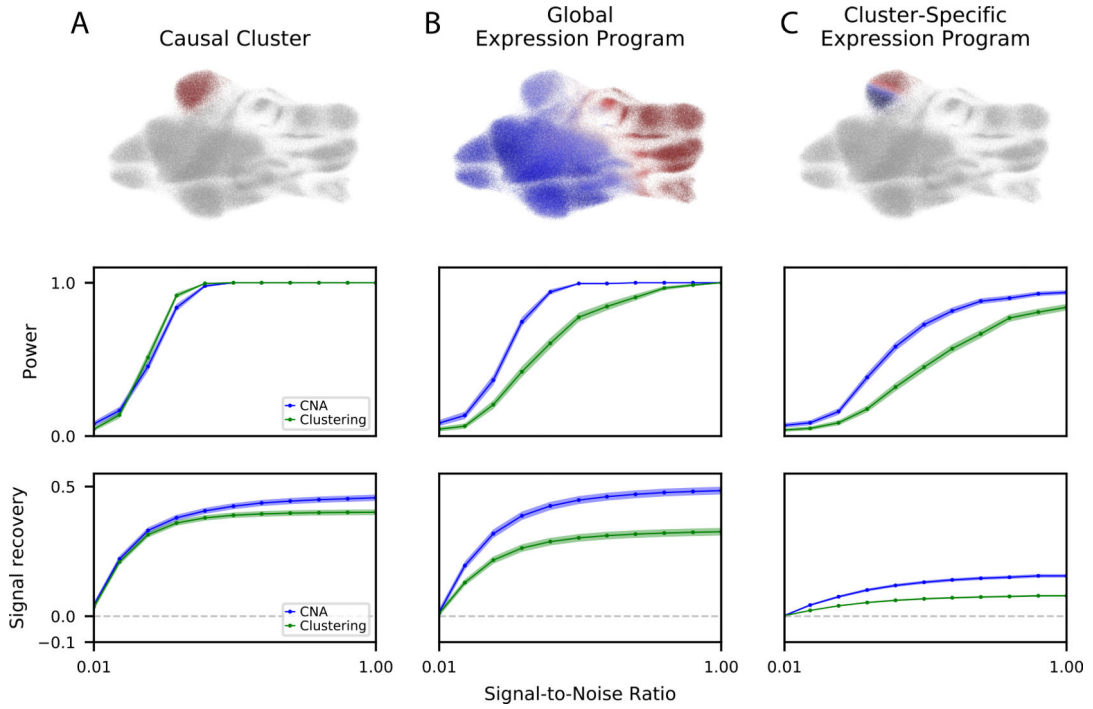 A
Causal Cluster
B
Global
Expression Program
C
Cluster-Specific
Expression Program
Power
1.0
0.0
CNA
Clustering
Signal recovery
0.5
0.0
−0.1
CNA
Clustering
0.01
1.00
0.01
1.00
0.01
1.00
Signal-to-Noise Ratio